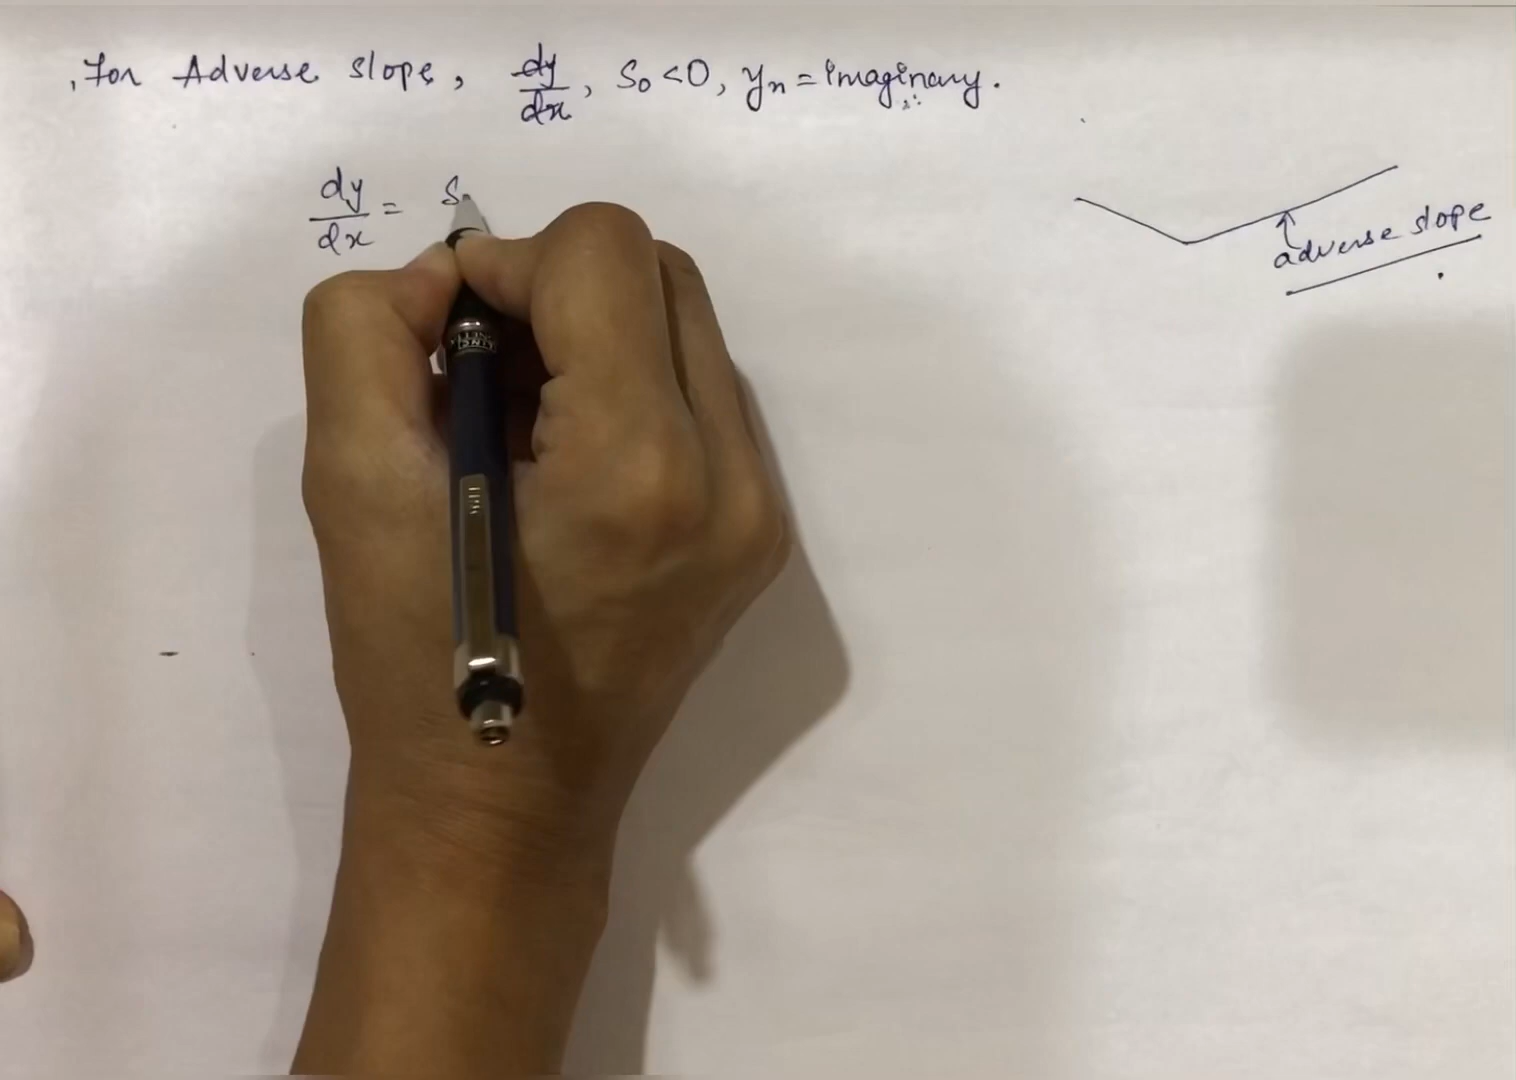 , For Adverse slope, dy/dx, S₀ <0, yn = imaginary.
dy/dx = S
adverse slope